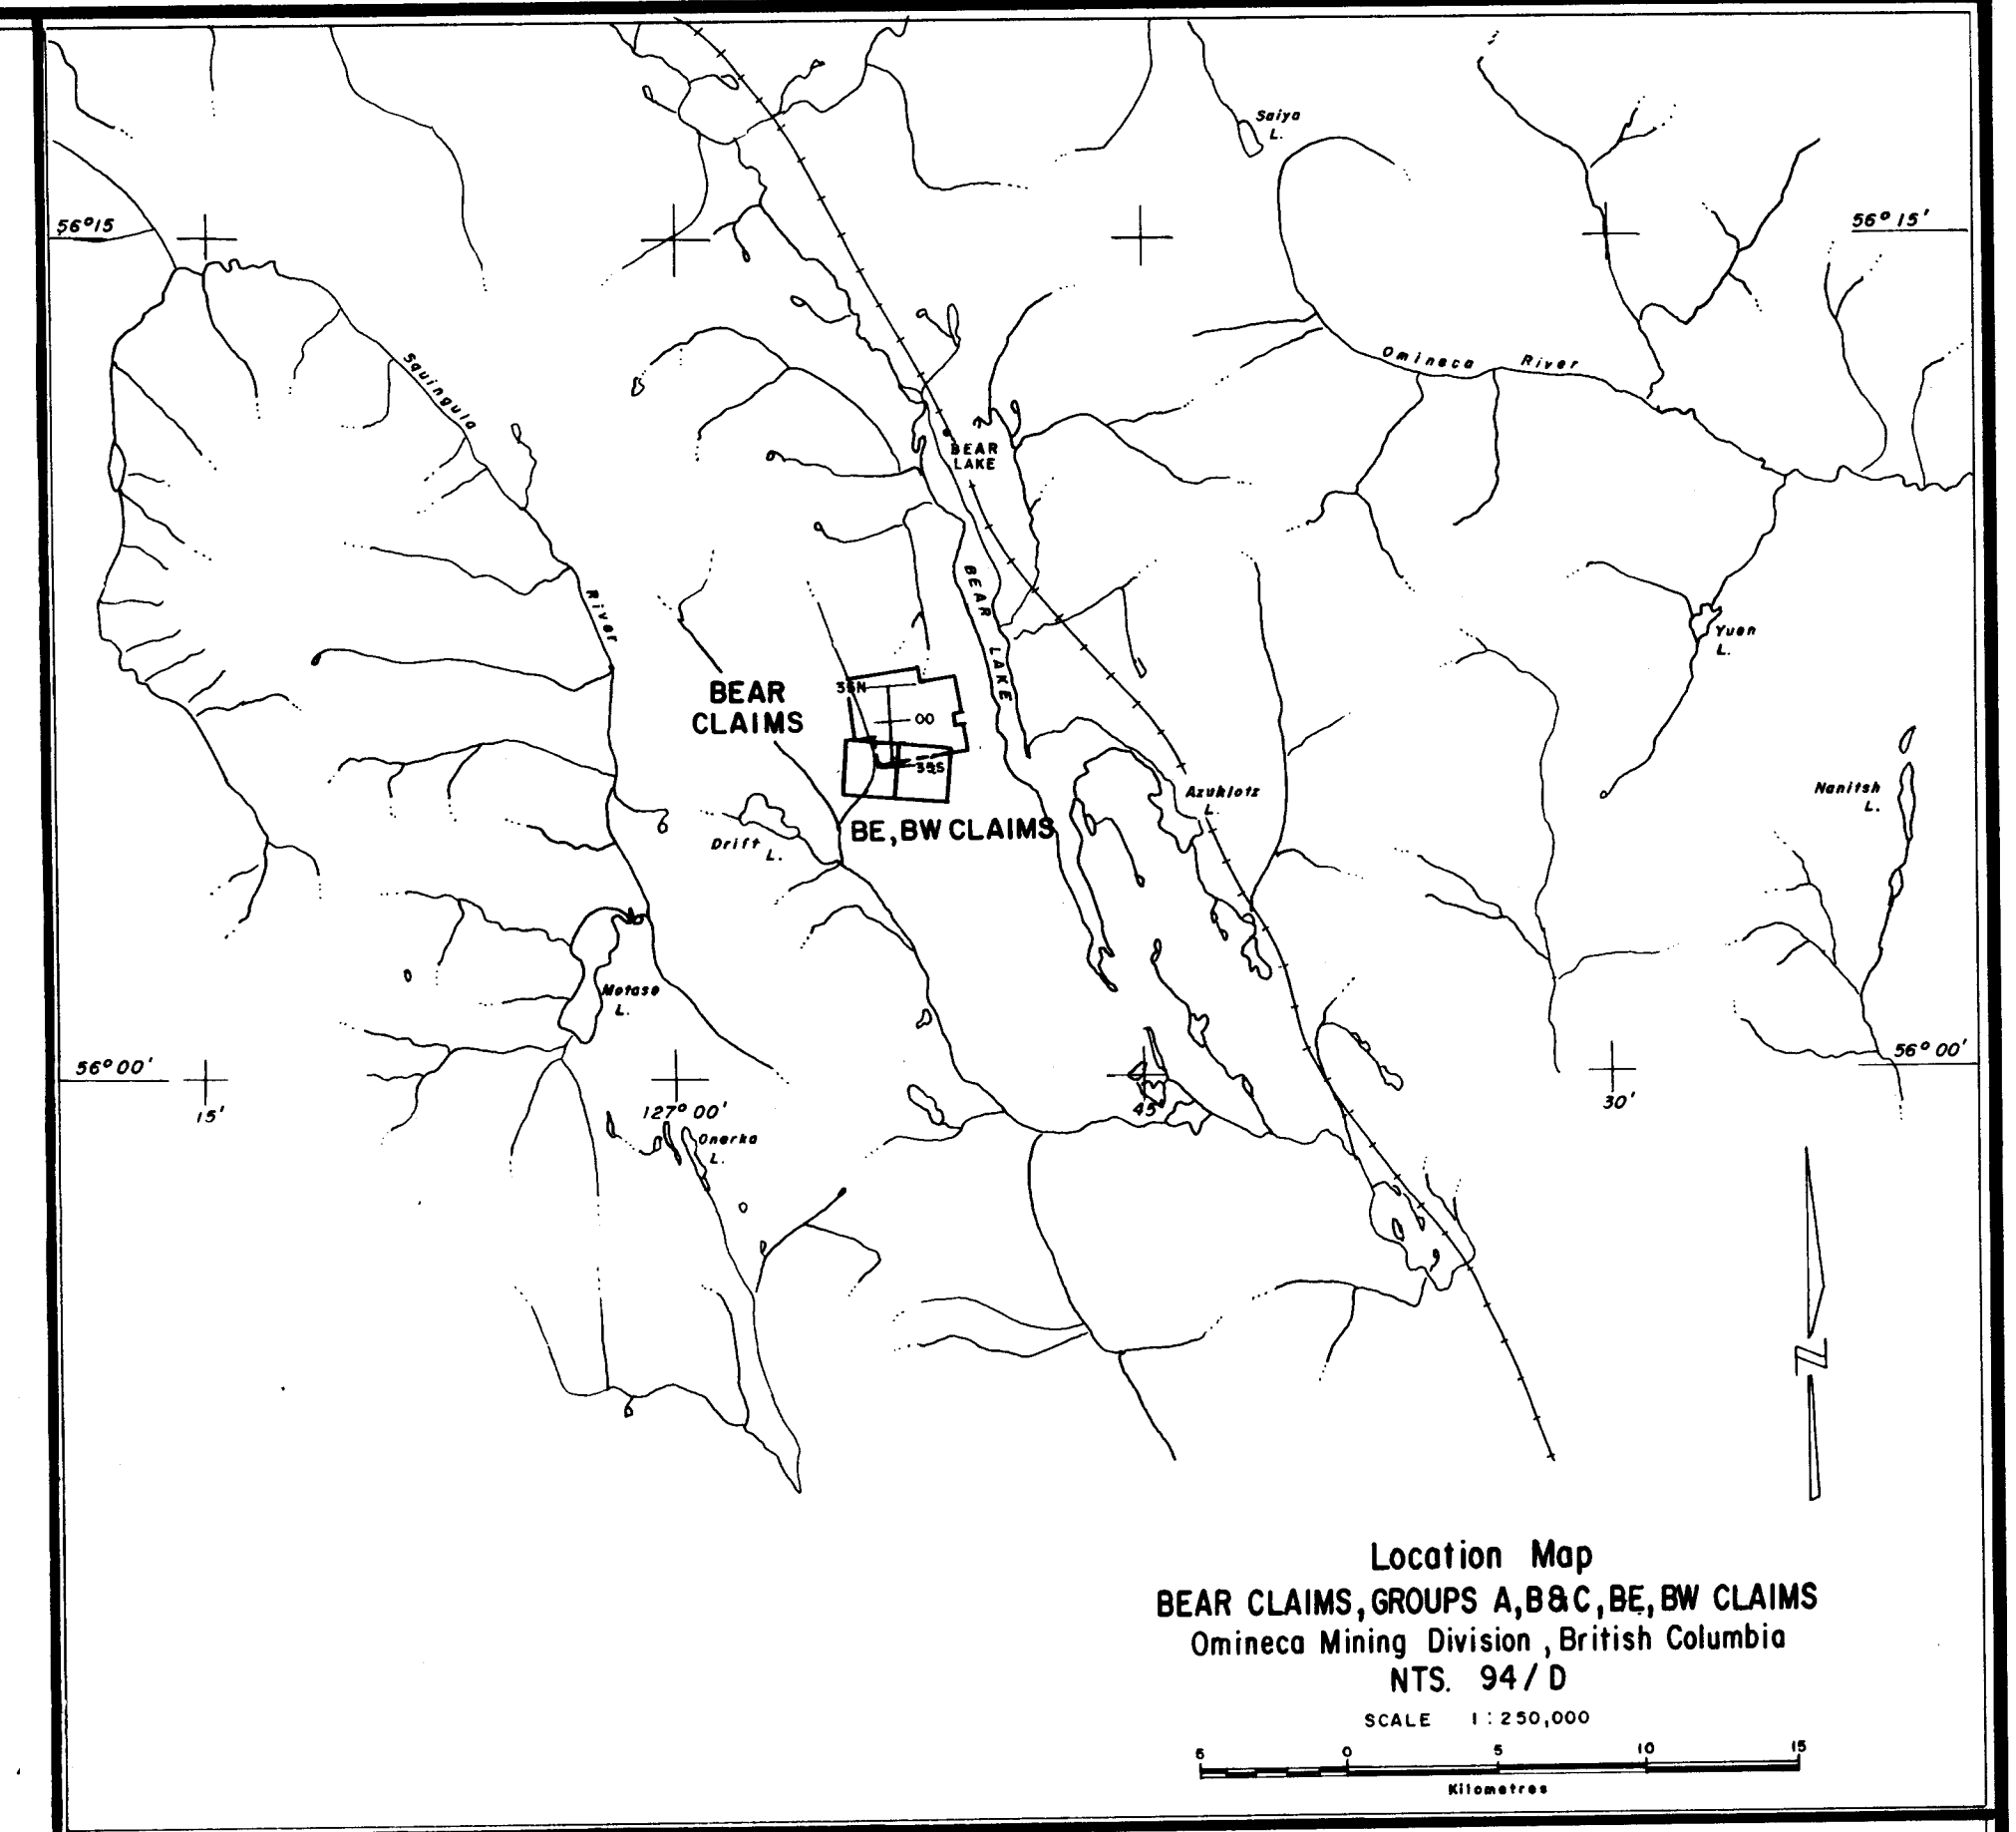 Saiya
L.
56°15
56° 15'
Squingula
River
Omineca River
BEAR
LAKE
BEAR LAKE
Yuen
L.
BEAR
CLAIMS
35N
00
35S
Azuklotz
L.
Nanitsh
L.
BE, BW CLAIMS
Drift L.
Motase
L.
56° 00'
56° 00'
15'
127° 00'
45'
30'
Onerka
L.
N
Location Map
BEAR CLAIMS, GROUPS A, B & C, BE, BW CLAIMS
Omineca Mining Division, British Columbia
NTS. 94 / D
SCALE 1 : 250,000
5 0 5 10 15
Kilometres